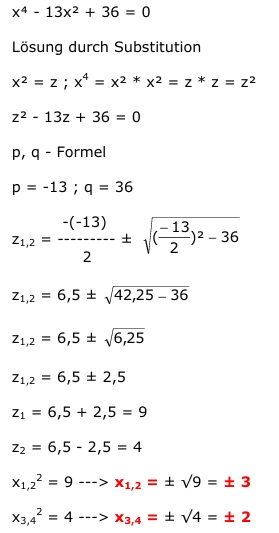 x⁴ - 13x² + 36 = 0
Lösung durch Substitution
x² = z ; x⁴ = x² * x² = z * z = z²
z² - 13z + 36 = 0
p, q - Formel
p = -13 ; q = 36
z₁,₂ = -(-13) / --------- / 2 ± √((−13/2)² − 36)
z₁,₂ = 6,5 ± √(42,25 − 36)
z₁,₂ = 6,5 ± √6,25
z₁,₂ = 6,5 ± 2,5
z₁ = 6,5 + 2,5 = 9
z₂ = 6,5 - 2,5 = 4
x₁,₂² = 9 ---> x₁,₂ = ± √9 = ± 3
x₃,₄² = 4 ---> x₃,₄ = ± √4 = ± 2